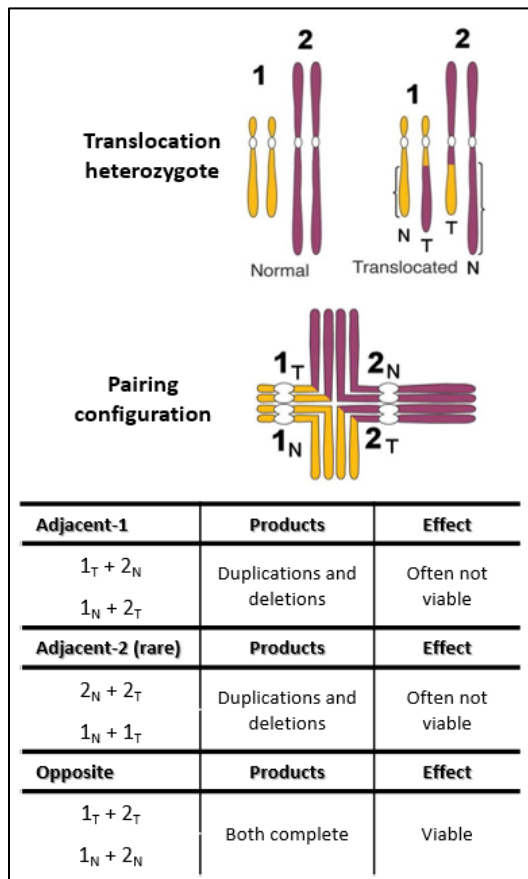 2
2
1
1
Translocation
heterozygote
N
T
T
N
Normal
Translocated
1T
2N
Pairing
configuration
1N
2T
Adjacent-1 Products Effect
1T + 2N
1N + 2T
Duplications and
deletions
Often not
viable
Adjacent-2 (rare) Products Effect
2N + 2T
1N + 1T
Duplications and
deletions
Often not
viable
Opposite Products Effect
1T + 2T
1N + 2N
Both complete
Viable